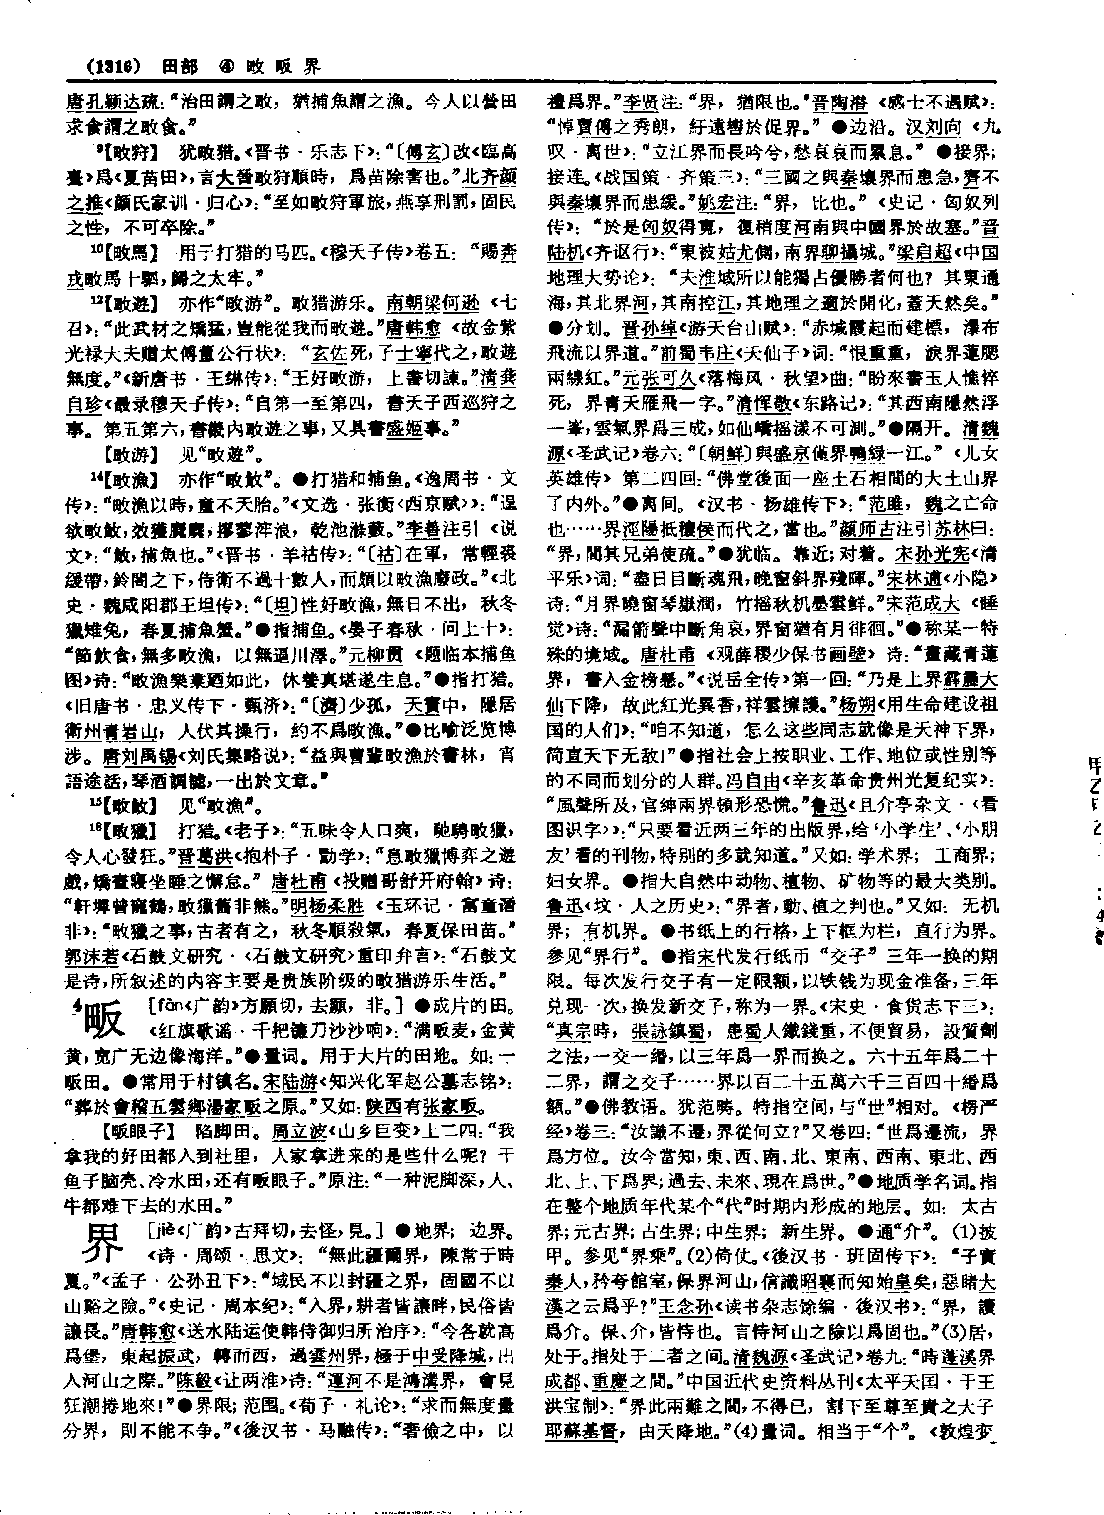 (1316) 田部 ④ 畋 畈 界
唐孔颖达疏:“治田謂之畋,猶捕魚謂之漁。今人以營田
求食謂之畋食。”
⁹【畋狩】 犹畋猎。《晋书·乐志下》:“〔傅玄〕改《臨高
臺》爲《夏苗田》,言大晉畋狩順時,爲苗除害也。”北齐颜
之推《颜氏家训·归心》:“至如畋狩軍旅,燕享刑罰,固民
之性,不可卒除。”
¹⁰【畋馬】 用于打猎的马匹。《穆天子传》卷五:“賜奔
戎畋馬十駟,歸之太牢。”
¹²【畋遊】 亦作“畋游”。畋猎游乐。南朝梁何逊《七
召》:“此武材之矯猛,豈能從我而畋遊。”唐韩愈《故金紫
光禄大夫赠太傅董公行状》:“玄佐死,子士寧代之,畋遊
無度。”《新唐书·王綝传》:“王好畋游,上書切諫。”清龚
自珍《最录穆天子传》:“自第一至第四,書天子西巡狩之
事。第五第六,書畿内畋遊之事,又具書盛姬事。”
【畋游】 见“畋遊”。
¹⁴【畋漁】 亦作“畋㪺”。●打猎和捕鱼。《逸周书·文
传》:“畋漁以時,童不夭胎。”《文选·张衡〈西京赋〉》:“逞
欲畋㪺,效獲麑䴠,摎蓼浶浪,乾池滌藪。”李善注引《说
文》:“㪺,捕魚也。”《晋书·羊祜传》:“〔祜〕在軍,常輕裘
缓帶,鈴閣之下,侍衛不過十數人,而頗以畋漁廢政。”《北
史·魏咸阳郡王坦传》:“〔坦〕性好畋漁,無日不出,秋冬
獵雉兔,春夏捕魚蟹。”●指捕鱼。《晏子春秋·问上十》:
“節飲食,無多畋漁,以無逼川澤。”元柳贯《题临本捕鱼
图》诗:“畋漁樂業迺如此,休養真堪遂生息。”●指打猎。
《旧唐书·忠义传下·甄济》:“〔濟〕少孤,天寶中,隱居
衛州青岩山,人伏其操行,約不爲畋漁。”●比喻泛览博
涉。唐刘禹锡《刘氏集略说》:“益與曹輩畋漁於書林,宵
語途話,琴酒調謔,一出於文章。”
¹⁵【畋㪺】 见“畋漁”。
¹⁸【畋獵】 打猎。《老子》:“五味令人口爽,馳騁畋獵,
令人心發狂。”晋葛洪《抱朴子·勖学》:“息畋獵博弈之遊
戲,矯晝寢坐睡之懈怠。”唐杜甫《投赠哥舒开府翰》诗:
“軒墀曾寵鶴,畋獵舊非熊。”明杨柔胜《玉环记·富童潛
非》:“畋獵之事,古者有之,秋冬順殺氣,春夏保田苗。”
郭沫若《石鼓文研究·〈石鼓文研究〉重印弁言》:“石鼓文
是诗,所叙述的内容主要是贵族阶级的畋猎游乐生活。”
⁴畈 [fàn《广韵》方願切,去願,非。] ●成片的田。
《红旗歌谣·千把镰刀沙沙响》:“满畈麦,金黄
黄,宽广无边像海洋。”●量词。用于大片的田地。如:一
畈田。●常用于村镇名。宋陆游《知兴化军赵公墓志铭》:
“葬於會稽五雲鄉湯家畈之原。”又如:陕西有张家畈。
【畈眼子】 陷脚田。周立波《山乡巨变》上二四:“我
拿我的好田都入到社里,人家拿进来的是些什么呢?干
鱼子脑壳、冷水田,还有畈眼子。”原注:“一种泥脚深,人、
牛都难下去的水田。”
界 [jiè《广韵》古拜切,去怪,見。] ●地界;边界。
《诗·周颂·思文》:“無此疆爾界,陳常于時
夏。”《孟子·公孙丑下》:“域民不以封疆之界,固國不以
山谿之險。”《史记·周本纪》:“入界,耕者皆讓畔,民俗皆
讓長。”唐韩愈《送水陆运使韩侍御归所治序》:“令各就高
爲堡,東起振武,轉而西,過雲州界,極于中受降城,出
入河山之際。”陈毅《让两淮》诗:“運河不是鴻溝界,會見
狂潮捲地來!”●界限;范围。《荀子·礼论》:“求而無度量
分界,則不能不争。”《後汉书·马融传》:“奢儉之中,以
禮爲界。”李贤注:“界,猶限也。”晋陶潜《感士不遇赋》:
“悼賈傅之秀朗,紆遠轡於促界。”●边沿。汉刘向《九
叹·离世》:“立江界而長吟兮,愁哀哀而累息。”●接界;
接连。《战国策·齐策三》:“三國之與秦壤界而患急,齊不
與秦壤界而患緩。”姚宏注:“界,比也。”《史记·匈奴列
传》:“於是匈奴得寬,復稍度河南與中國界於故塞。”晋
陆机《齐讴行》:“東被姑尤側,南界聊攝城。”梁启超《中国
地理大势论》:“夫淮域所以能獨占優勝者何也?其東通
海,其北界河,其南控江,其地理之適於開化,蓋天然矣。”
●分划。晋孙绰《游天台山赋》:“赤城霞起而建標,瀑布
飛流以界道。”前蜀韦庄《天仙子》词:“恨重重,淚界蓮腮
兩線紅。”元张可久《落梅风·秋望》曲:“盼來書玉人憔悴
死,界青天雁飛一字。”清恽敬《东路记》:“其西南隱然浮
一峯,雲氣界爲三成,如仙嶠摇漾不可測。”●隔开。清魏
源《圣武记》卷六:“〔朝鮮〕與盛京僅界鴨緑一江。”《儿女
英雄传》第二四回:“佛堂後面一座土石相間的大土山界
了内外。”●离间。《汉书·扬雄传下》:“范雎,魏之亡命
也……界涇陽抵穰侯而代之,當也。”颜师古注引苏林曰:
“界,間其兄弟使疏。”●犹临。靠近;对着。宋孙光宪《清
平乐》词:“盡日目斷魂飛,晚窗斜界殘暉。”宋林逋《小隐》
诗:“月界曉窗琴嶽潤,竹摇秋机墨雲鮮。”宋范成大《睡
觉》诗:“漏箭聲中斷角哀,界窗猶有月徘徊。”●称某一特
殊的境域。唐杜甫《观薛稷少保书画壁》诗:“畫藏青蓮
界,書入金榜懸。”《说岳全传》第一回:“乃是上界霹靂大
仙下降,故此紅光異香,祥雲擁護。”杨朔《用生命建设祖
国的人们》:“咱不知道,怎么这些同志就像是天神下界,
简直天下无敌!”●指社会上按职业、工作、地位或性别等
的不同而划分的人群。冯自由《辛亥革命贵州光复纪实》:
“風聲所及,官紳兩界頓形恐慌。”鲁迅《且介亭杂文·〈看
图识字〉》:“只要看近两三年的出版界,给‘小学生’、‘小朋
友’看的刊物,特别的多就知道。”又如:学术界;工商界;
妇女界。●指大自然中动物、植物、矿物等的最大类别。
鲁迅《坟·人之历史》:“界者,動、植之判也。”又如:无机
界;有机界。●书纸上的行格,上下框为栏,直行为界。
参见“界行”。●指宋代发行纸币“交子”三年一换的期
限。每次发行交子有一定限额,以铁钱为现金准备,三年
兑现一次,换发新交子,称为一界。《宋史·食货志下三》:
“真宗時,張詠鎮蜀,患蜀人鐵錢重,不便貿易,設質劑
之法,一交一緡,以三年爲一界而換之。六十五年爲二十
二界,謂之交子……界以百二十五萬六千三百四十緡爲
額。”●佛教语。犹范畴。特指空间,与“世”相对。《楞严
经》卷三:“汝識不遷,界從何立?”又卷四:“世爲遷流,界
爲方位。汝今當知,東、西、南、北、東南、西南、東北、西
北、上、下爲界;過去、未來、現在爲世。”●地质学名词。指
在整个地质年代某个“代”时期内形成的地层。如:太古
界;元古界;古生界;中生界;新生界。●通“介”。(1)披
甲。参见“界乘”。(2)倚仗。《後汉书·班固传下》:“子實
秦人,矜夸館室,保界河山,信識昭襄而知始皇矣,惡睹大
漢之云爲乎?”王念孙《读书杂志馀编·後汉书》:“界,讀
爲介。保、介,皆恃也。言恃河山之險以爲固也。”(3)居,
处于。指处于二者之间。清魏源《圣武记》卷九:“時蓬溪界
成都、重慶之間。”中国近代史资料丛刊《太平天国·干王
洪宝制》:“界此兩難之間,不得已,割下至尊至貴之太子
耶穌基督,由天降地。”(4)量词。相当于“个”。《敦煌变